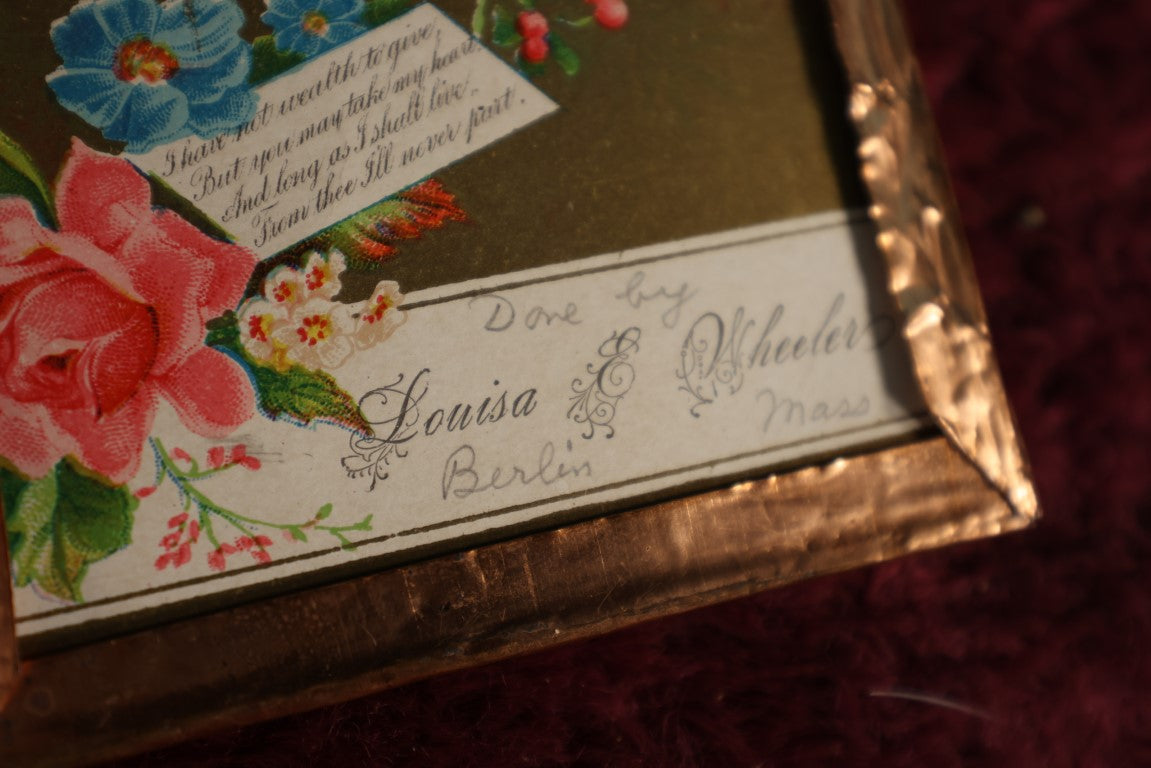 I have not wealth to give,
But you may take my heart.
And long as I shall live.
From thee I'll never part.
Done by
Louisa E Wheeler
Berlin Mass